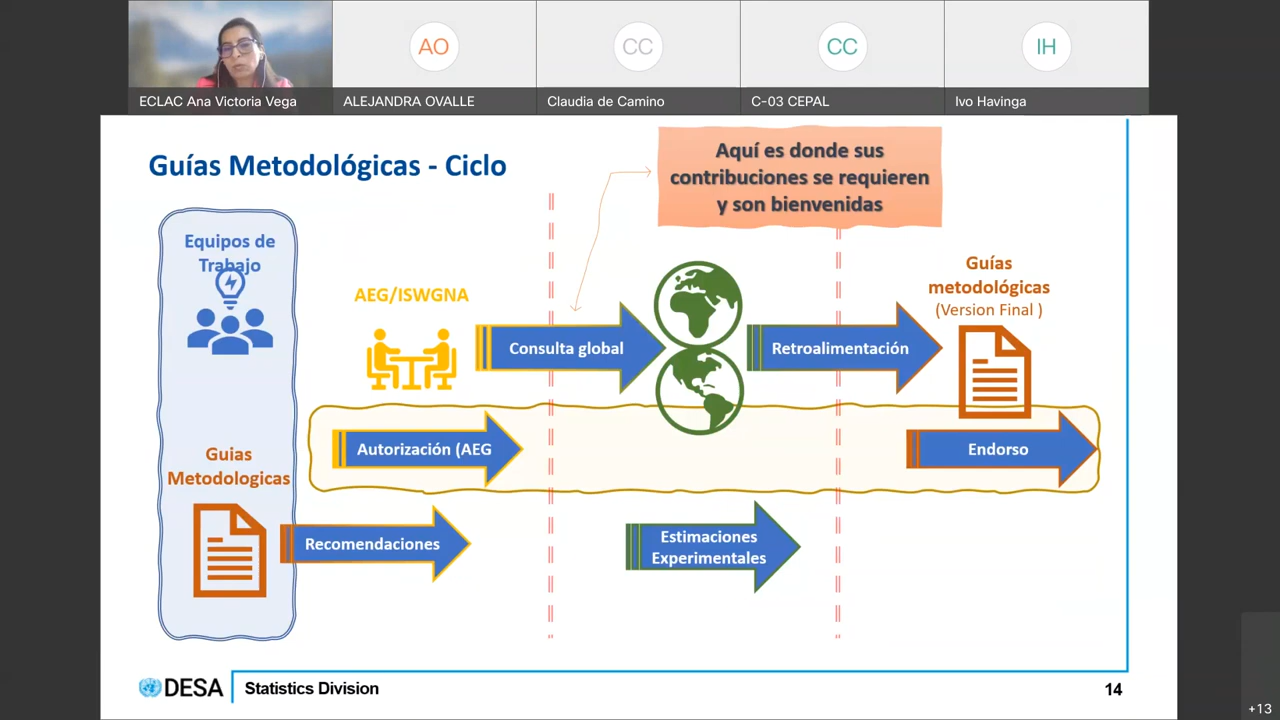 AO
CC
CC
IH
ECLAC Ana Victoria Vega
ALEJANDRA OVALLE
Claudia de Camino
C-03 CEPAL
Ivo Havinga
Guías Metodológicas - Ciclo
Aquí es donde sus
contribuciones se requieren
y son bienvenidas
Equipos de
Trabajo
AEG/ISWGNA
Guías
metodológicas
(Version Final )
Consulta global
Retroalimentación
Autorización (AEG
Endorso
Guias
Metodologicas
Recomendaciones
Estimaciones
Experimentales
DESA
Statistics Division
14
+13